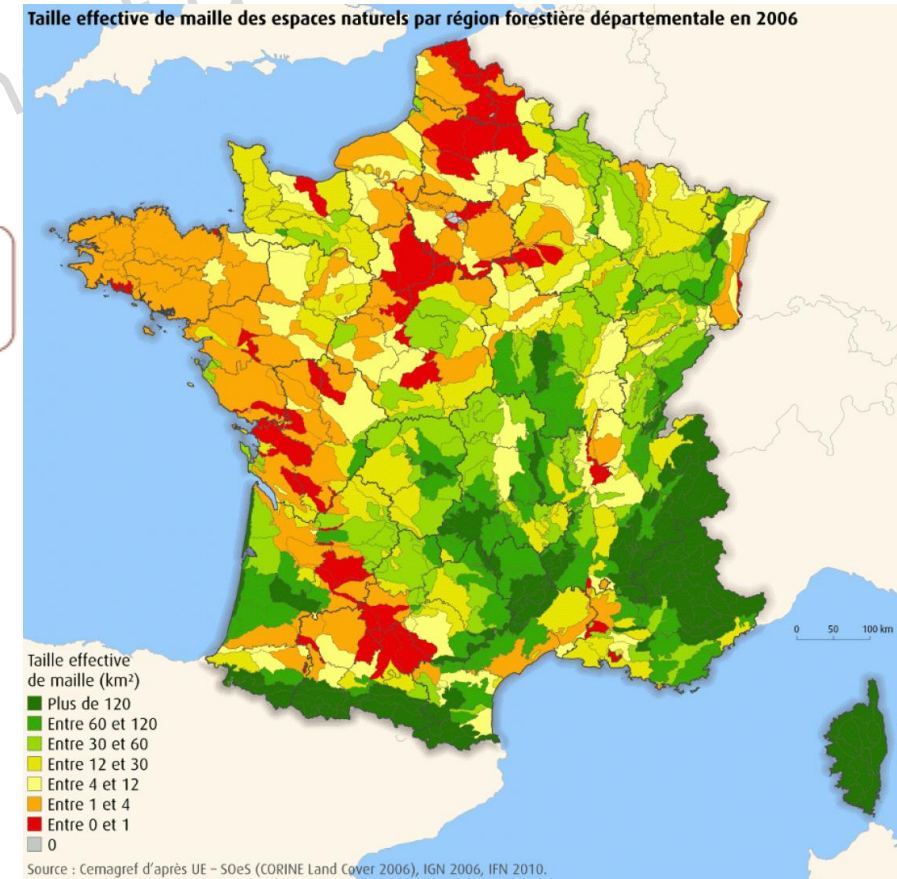 Taille effective de maille des espaces naturels par région forestière départementale en 2006
0 50 100 km
Taille effective
de maille (km²)
Plus de 120
Entre 60 et 120
Entre 30 et 60
Entre 12 et 30
Entre 4 et 12
Entre 1 et 4
Entre 0 et 1
0
Source : Cemagref d'après UE – SOeS (CORINE Land Cover 2006), IGN 2006, IFN 2010.